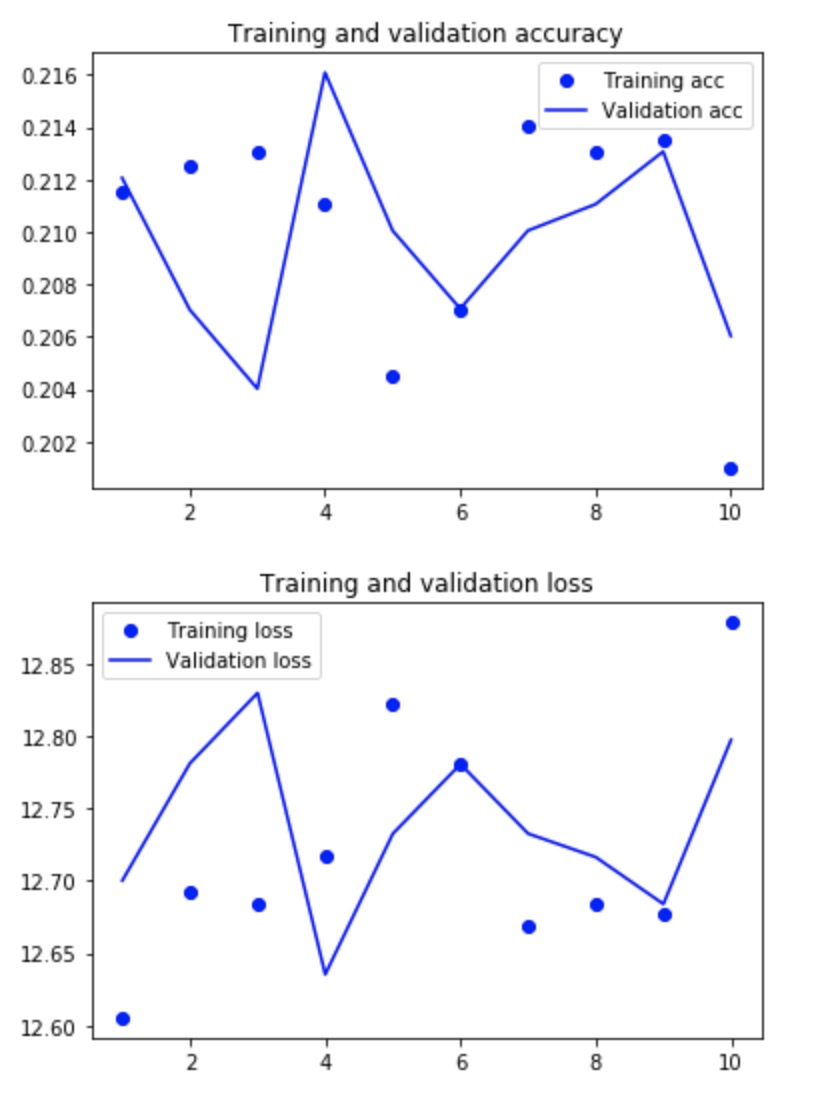 Training and validation accuracy
0.216
Training acc
Validation acc
0.214
0.212
0.210
0.208
0.206
0.204
0.202
2 4 6 8 10
Training and validation loss
Training loss
Validation loss
12.85
12.80
12.75
12.70
12.65
12.60
2 4 6 8 10